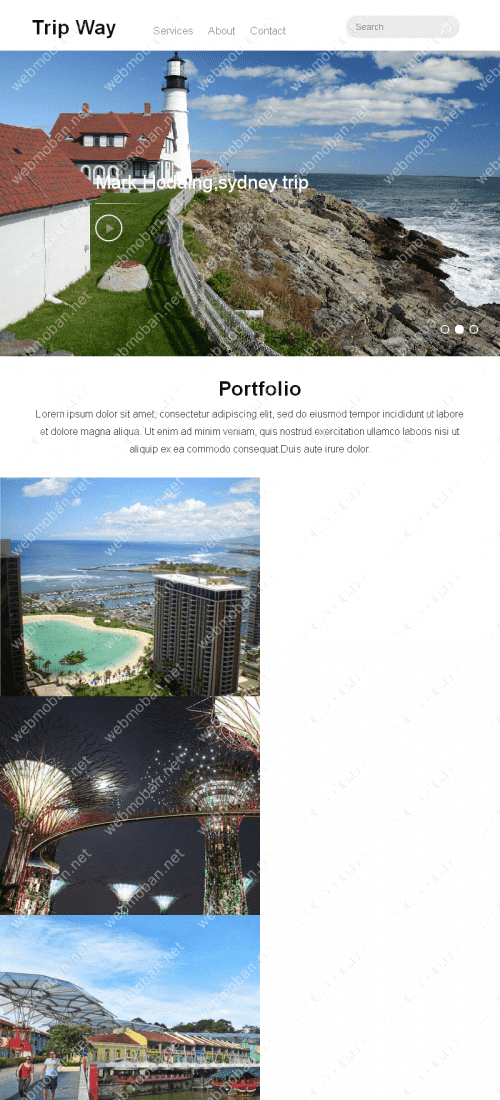 Trip Way
Services About Contact
Search
Mark Hodding,sydney trip
Portfolio
Lorem ipsum dolor sit amet, consectetur adipiscing elit, sed do eiusmod tempor incididunt ut labore
et dolore magna aliqua. Ut enim ad minim veniam, quis nostrud exercitation ullamco laboris nisi ut
aliquip ex ea commodo consequat.Duis aute irure dolor.
webmoban.net